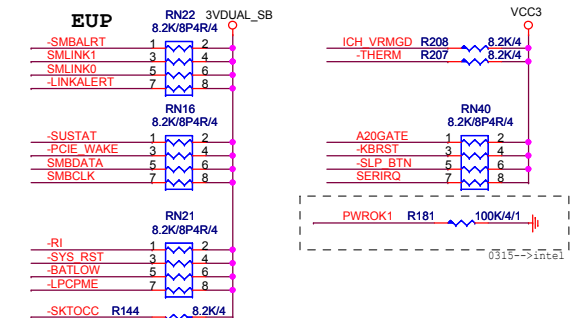 EUP
RN22 3VDUAL_SB
8.2K/8P4R/4
-SMBALRT 1 2
SMLINK1 3 4
SMLINK0 5 6
-LINKALERT 7 8
RN16
8.2K/8P4R/4
-SUSTAT 1 2
-PCIE_WAKE 3 4
SMBDATA 5 6
SMBCLK 7 8
RN21
8.2K/8P4R/4
-RI 1 2
-SYS_RST 3 4
-BATLOW 5 6
-LPCPME 7 8
-SKTOCC R144 8.2K/4
VCC3
ICH_VRMGD R208 8.2K/4
-THERM R207 8.2K/4
RN40
8.2K/8P4R/4
A20GATE 1 2
-KBRST 3 4
-SLP_BTN 5 6
SERIRQ 7 8
PWROK1 R181 100K/4/1
0315-->intel